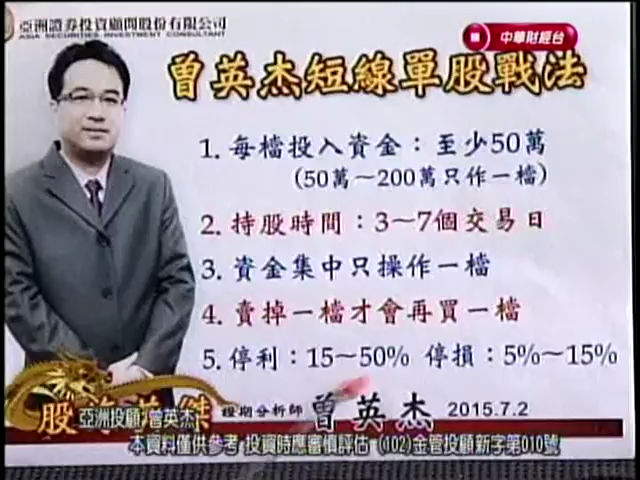 亞洲證券投資顧問股份有限公司
ASIA SECURITIES INVESTMENT CONSULTANT
中華財經台
曾英杰短線單股戰法
1. 每檔投入資金：至少50萬
(50萬～200萬只作一檔)
2. 持股時間：3～7個交易日
3. 資金集中只操作一檔
4. 賣掉一檔才會再買一檔
5. 停利：15～50% 停損：5%～15%
證期分析師 曾英杰 2015.7.2
亞洲投顧 曾英杰
本資料僅供參考 投資時應審慎評估 (102)金管投顧新字第010號